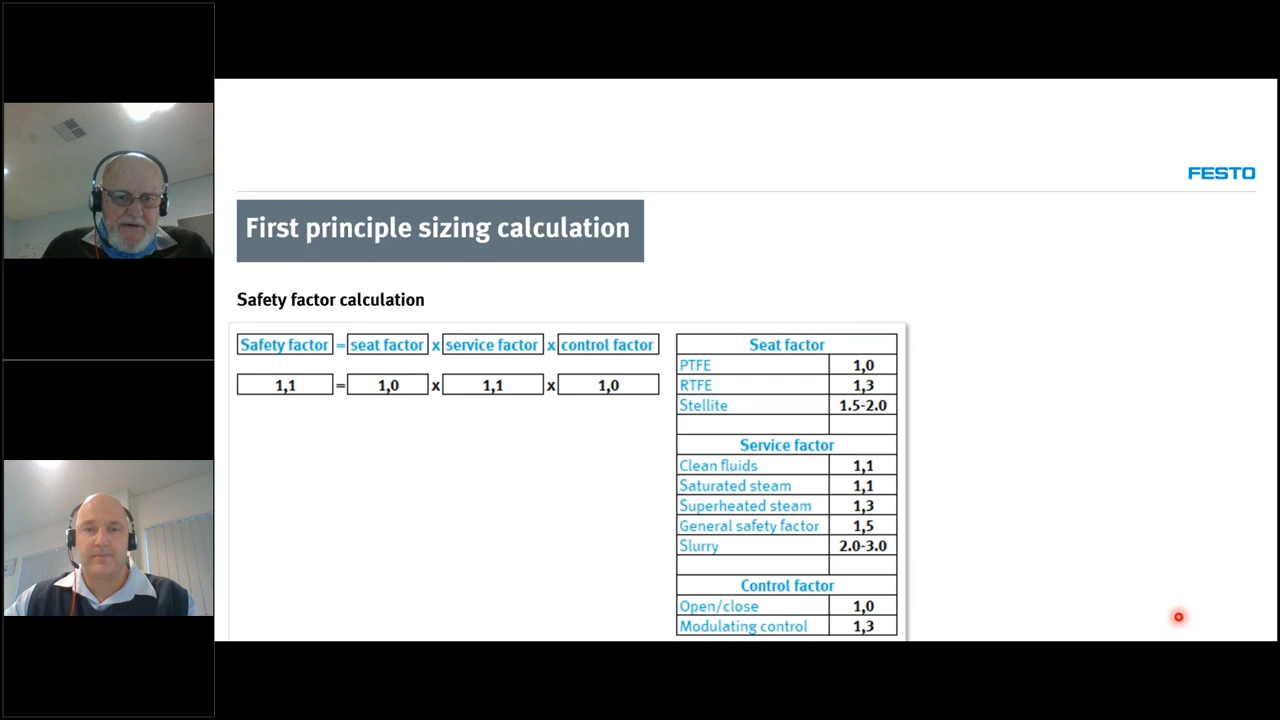 FESTO
First principle sizing calculation
Safety factor calculation
Safety factor = seat factor x service factor x control factor
1,1 = 1,0 x 1,1 x 1,0
Seat factor
PTFE 1,0
RTFE 1,3
Stellite 1.5-2.0
Service factor
Clean fluids 1,1
Saturated steam 1,1
Superheated steam 1,3
General safety factor 1,5
Slurry 2.0-3.0
Control factor
Open/close 1,0
Modulating control 1,3